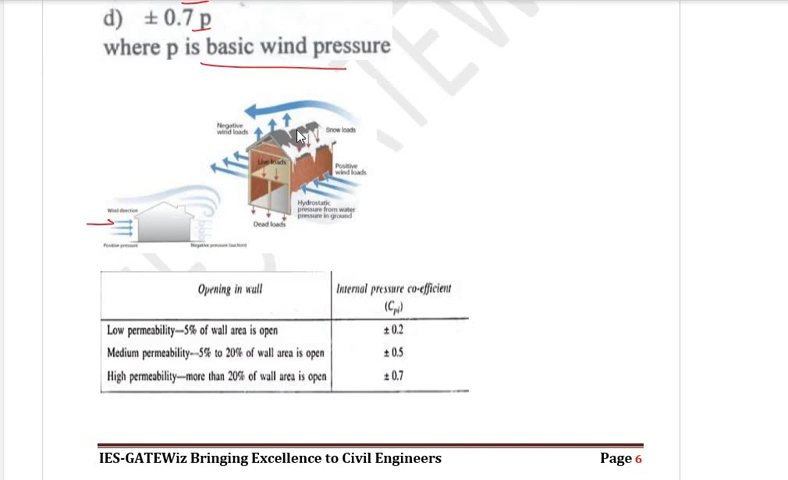 d) ± 0.7 p
where p is basic wind pressure
Negative
wind loads
Snow loads
Live loads
Positive
wind loads
Wind direction
Hydrostatic
pressure from water
pressure in ground
Dead loads
Positive pressure
Negative pressure (suction)
Opening in wall
Internal pressure co-efficient
(Cpi)
Low permeability—5% of wall area is open
± 0.2
Medium permeability—5% to 20% of wall area is open
± 0.5
High permeability—more than 20% of wall area is open
± 0.7
IES-GATEWiz Bringing Excellence to Civil Engineers
Page 6